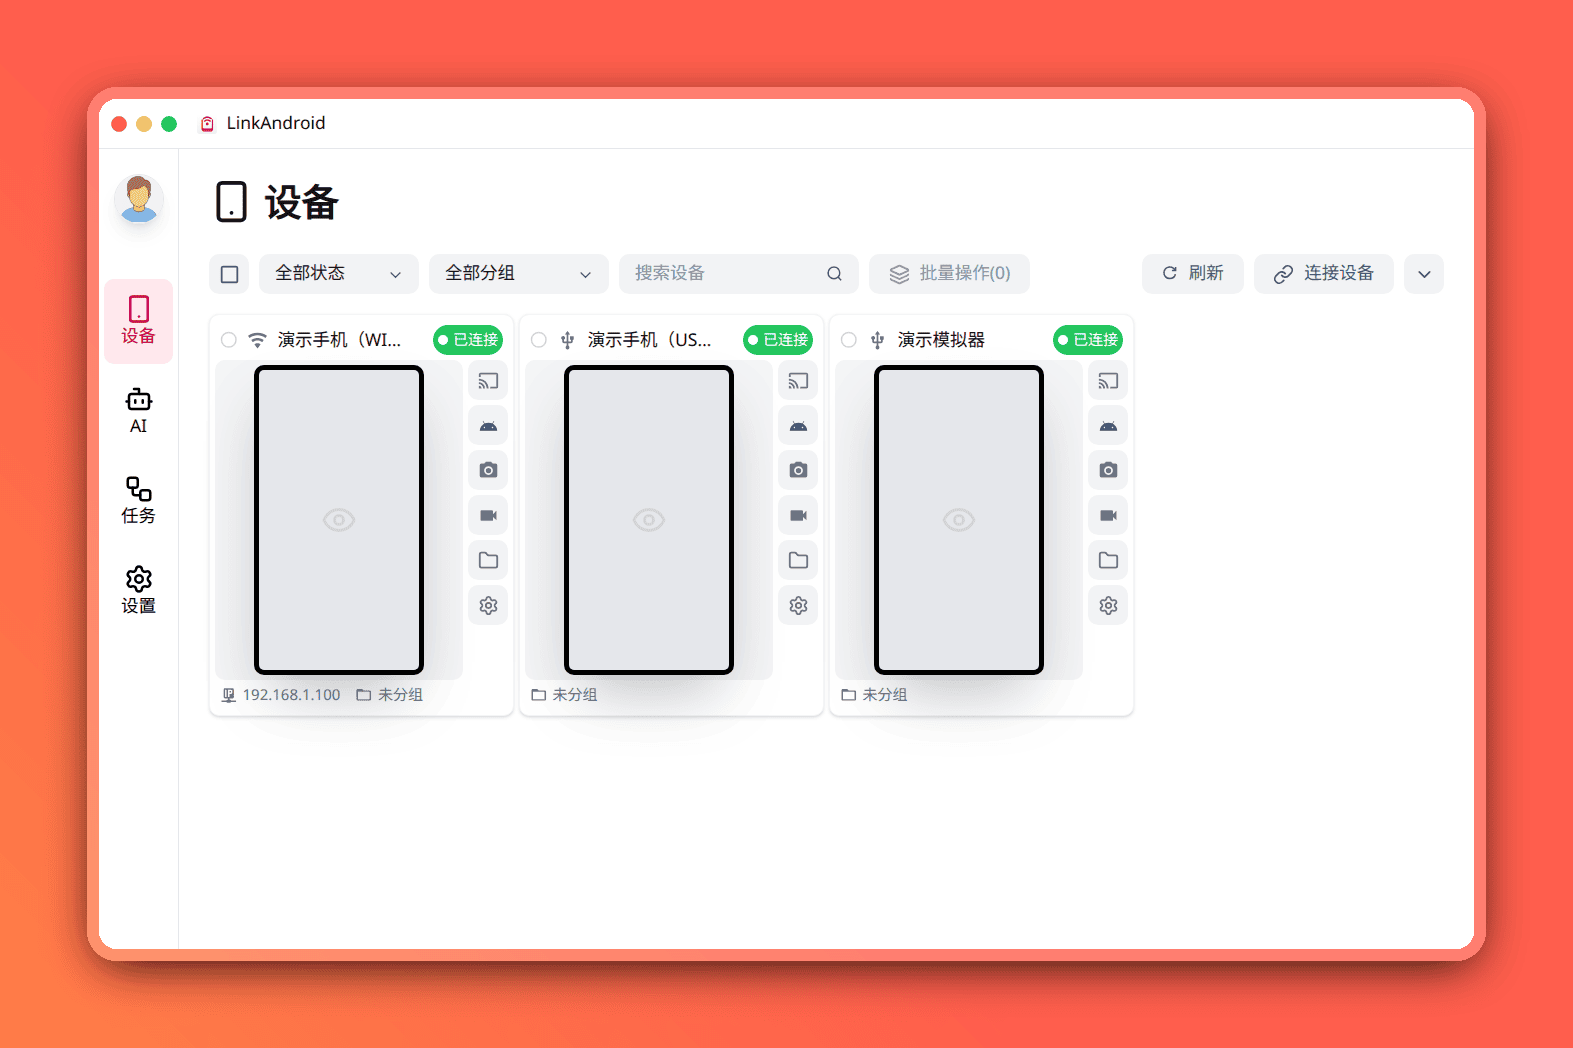 LinkAndroid
设备
全部状态
全部分组
搜索设备
批量操作(0)
刷新
连接设备
设备
AI
任务
设置
演示手机（WI...
已连接
192.168.1.100
未分组
演示手机（US...
已连接
未分组
演示模拟器
已连接
未分组